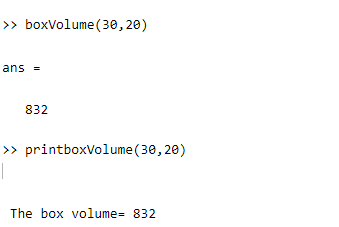 >> boxVolume(30,20)
ans =
832
>> printboxVolume(30,20)
The box volume= 832